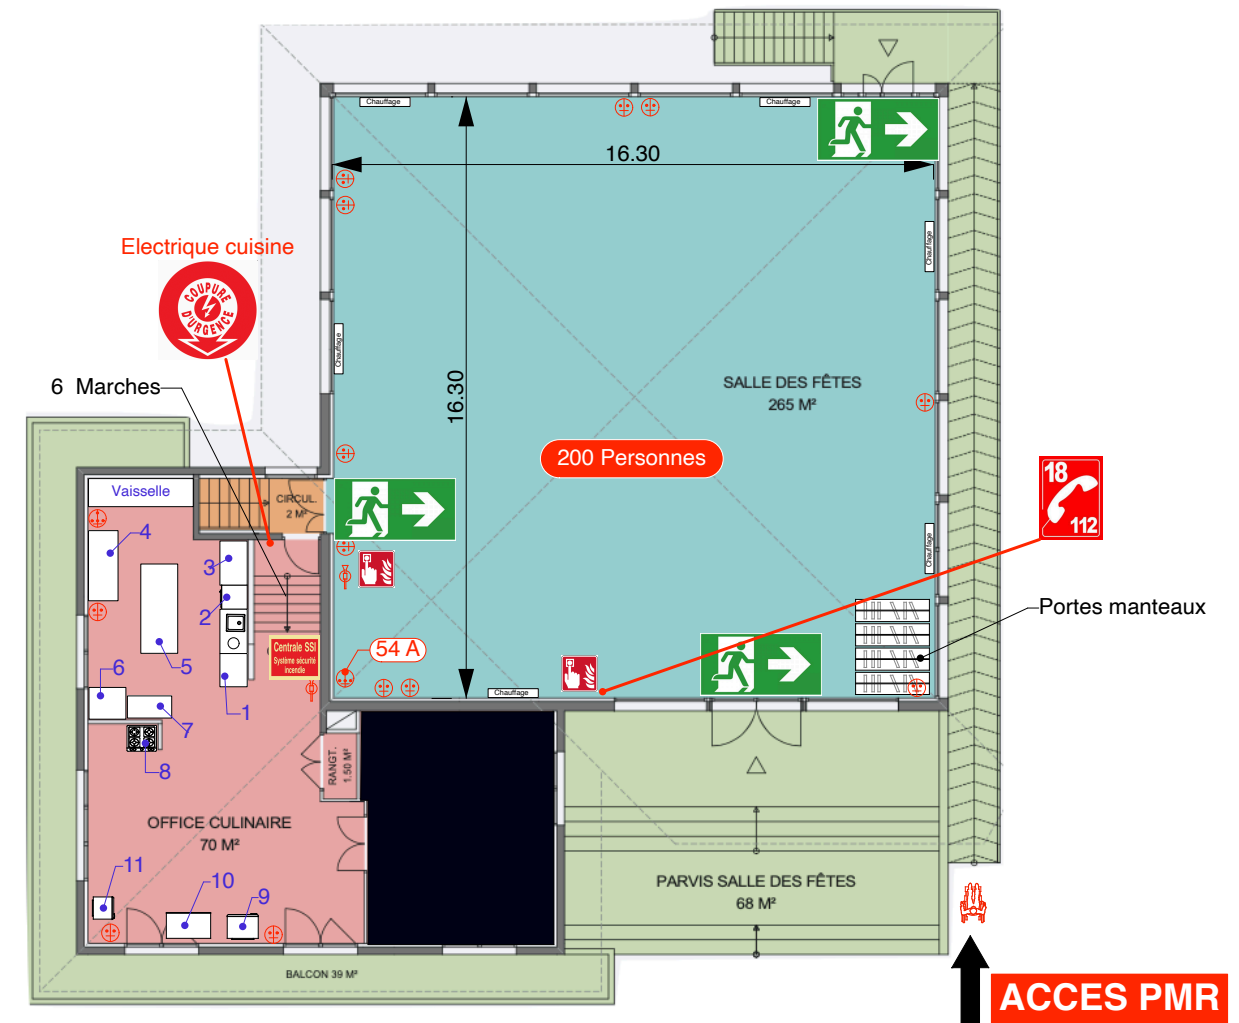 Chauffage
Chauffage
16.30
Electrique cuisine
COUPURE
D'URGENCE
Chauffage
Chauffage
6 Marches
16.30
SALLE DES FÊTES
265 M²
200 Personnes
18
112
Vaisselle
CIRCUL.
2 M²
4
3
2
5
6
7
8
1
Chauffage
Portes manteaux
Centrale SSI
Système sécurité
incendie
54 A
Chauffage
RANGT.
1.50 M²
OFFICE CULINAIRE
70 M²
11
10
9
PARVIS SALLE DES FÊTES
68 M²
BALCON 39 M²
ACCES PMR